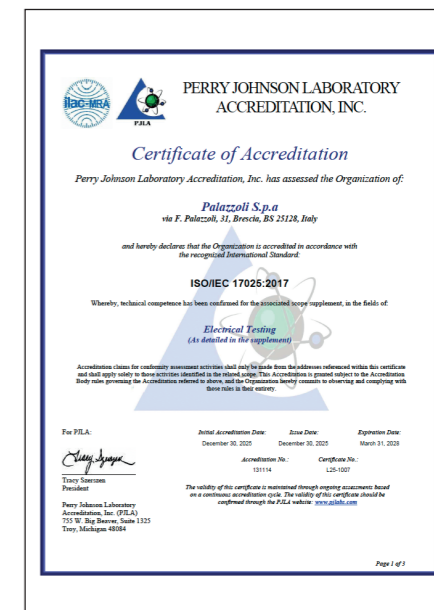 ilac-MRA
PJLA
PERRY JOHNSON LABORATORY
ACCREDITATION, INC.
Certificate of Accreditation
Perry Johnson Laboratory Accreditation, Inc. has assessed the Organization of:
Palazzoli S.p.a
via F. Palazzoli, 31, Brescia, BS 25128, Italy
and hereby declares that the Organization is accredited in accordance with
the recognized International Standard:
ISO/IEC 17025:2017
Whereby, technical competence has been confirmed for the associated scope supplement, in the fields of:
Electrical Testing
(As detailed in the supplement)
Accreditation claims for conformity assessment activities shall only be made from the addresses referenced within this certificate
and shall apply solely to those activities identified in the related scope. This Accreditation is granted subject to the Accreditation
Body rules governing the Accreditation referred to above, and the Organization hereby commits to observing and complying with
those rules in their entirety.
For PJLA:
Initial Accreditation Date: Issue Date: Expiration Date:
December 30, 2025 December 30, 2025 March 31, 2028
Accreditation No.: Certificate No.:
131114 L25-1007
Tracy Szerszen
President
Perry Johnson Laboratory
Accreditation, Inc. (PJLA)
755 W. Big Beaver, Suite 1325
Troy, Michigan 48084
The validity of this certificate is maintained through ongoing assessments based
on a continuous accreditation cycle. The validity of this certificate should be
confirmed through the PJLA website: www.pjlabs.com
Page 1 of 3